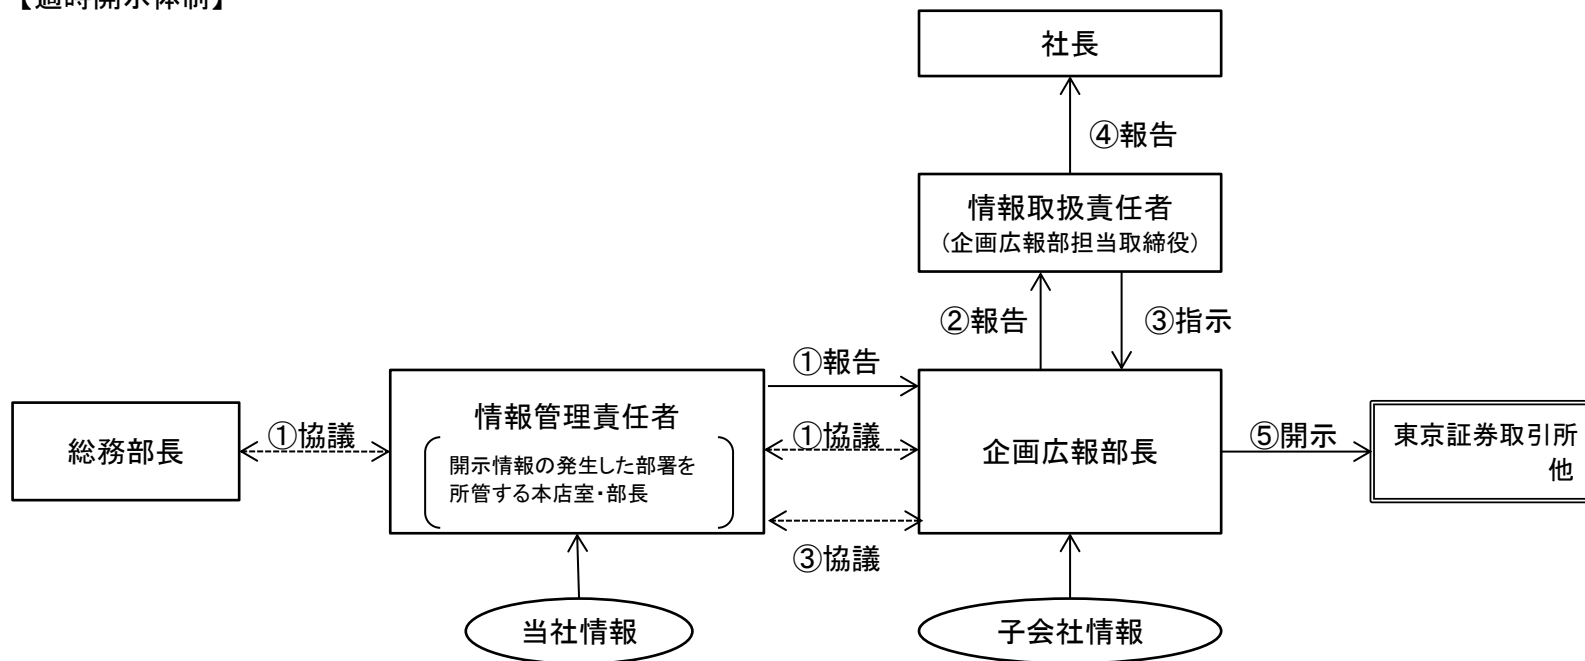 【適時開示体制】
社長
④報告
情報取扱責任者
(企画広報部担当取締役)
②報告
③指示
①報告
総務部長
①協議
情報管理責任者
開示情報の発生した部署を
所管する本店室・部長
①協議
③協議
企画広報部長
⑤開示
東京証券取引所
他
当社情報
子会社情報